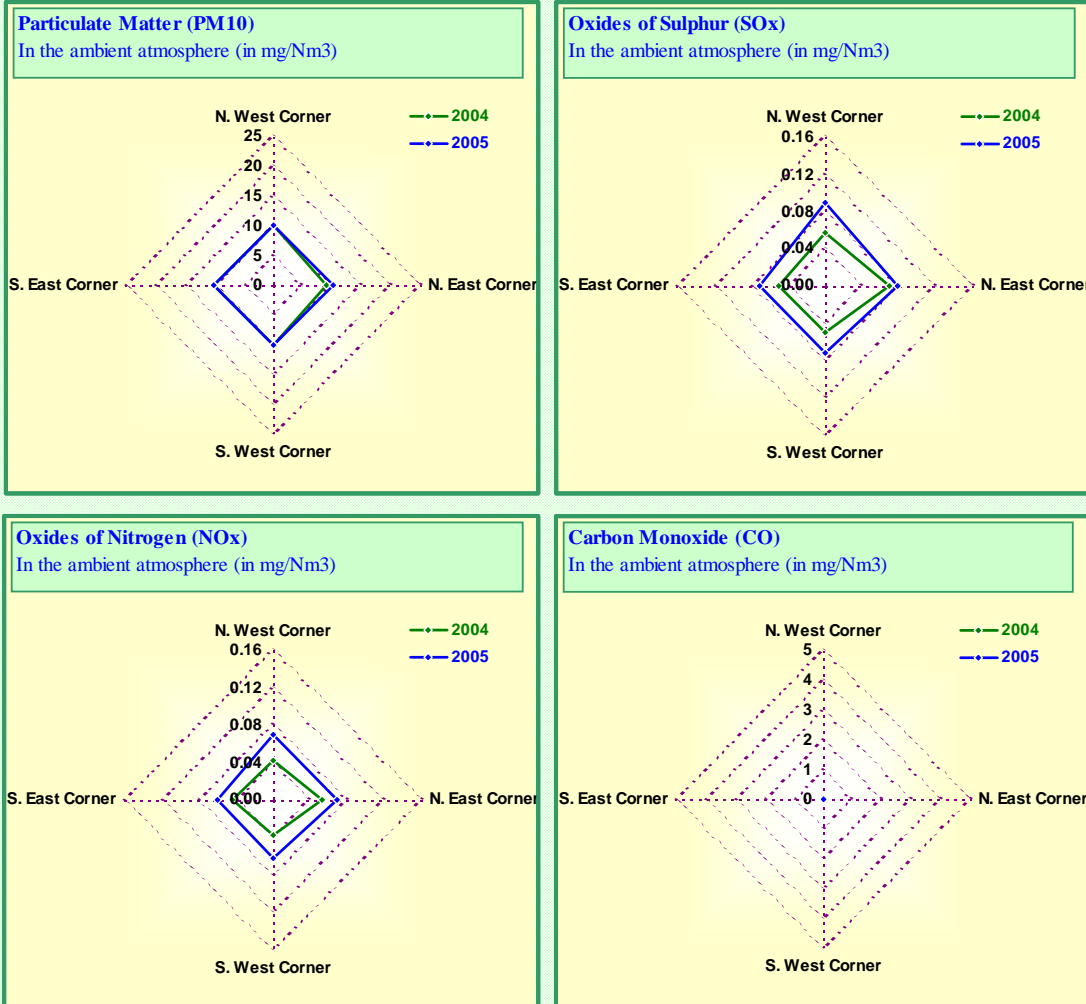 Particulate Matter (PM10)
In the ambient atmosphere (in mg/Nm3)
N. West Corner
2004
2005
25
20
15
10
5
0
S. East Corner
N. East Corner
S. West Corner
Oxides of Sulphur (SOx)
In the ambient atmosphere (in mg/Nm3)
N. West Corner
2004
2005
0.16
0.12
0.08
0.04
0.00
S. East Corner
N. East Corner
S. West Corner
Oxides of Nitrogen (NOx)
In the ambient atmosphere (in mg/Nm3)
N. West Corner
2004
2005
0.16
0.12
0.08
0.04
0.00
S. East Corner
N. East Corner
S. West Corner
Carbon Monoxide (CO)
In the ambient atmosphere (in mg/Nm3)
N. West Corner
2004
2005
5
4
3
2
1
0
S. East Corner
N. East Corner
S. West Corner